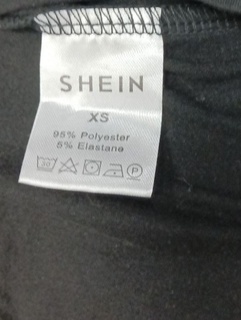 SHEIN
XS
95% Polyester
5% Elastane